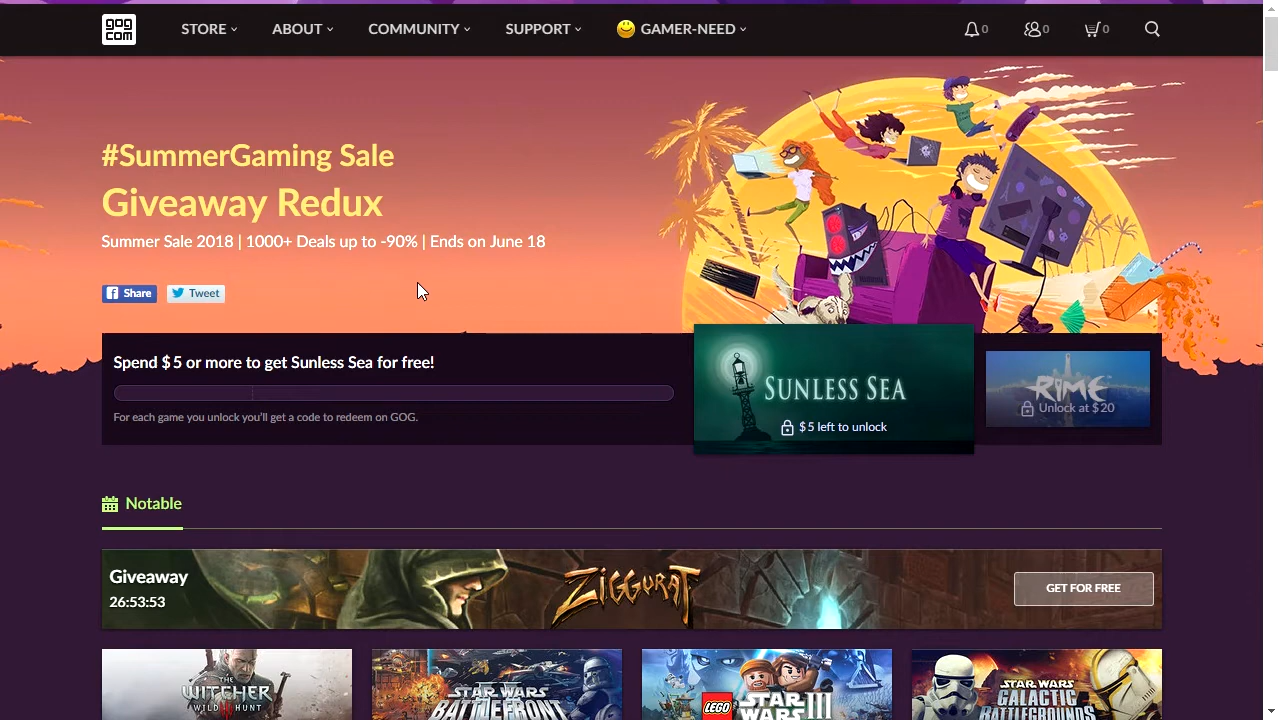 gog
com
STORE
ABOUT
COMMUNITY
SUPPORT
GAMER-NEED
0
0
0
#SummerGaming Sale
Giveaway Redux
Summer Sale 2018 | 1000+ Deals up to -90% | Ends on June 18
f Share
Tweet
Spend $5 or more to get Sunless Sea for free!
For each game you unlock you'll get a code to redeem on GOG.
SUNLESS SEA
$5 left to unlock
RIME
Unlock at $20
Notable
Giveaway
26:53:53
ZIGGURAT
GET FOR FREE
THE
WITCHER
WILD HUNT
STAR WARS
BATTLEFRONT
LEGO
STAR WARS III
STAR WARS
GALACTIC
BATTLEGROUNDS